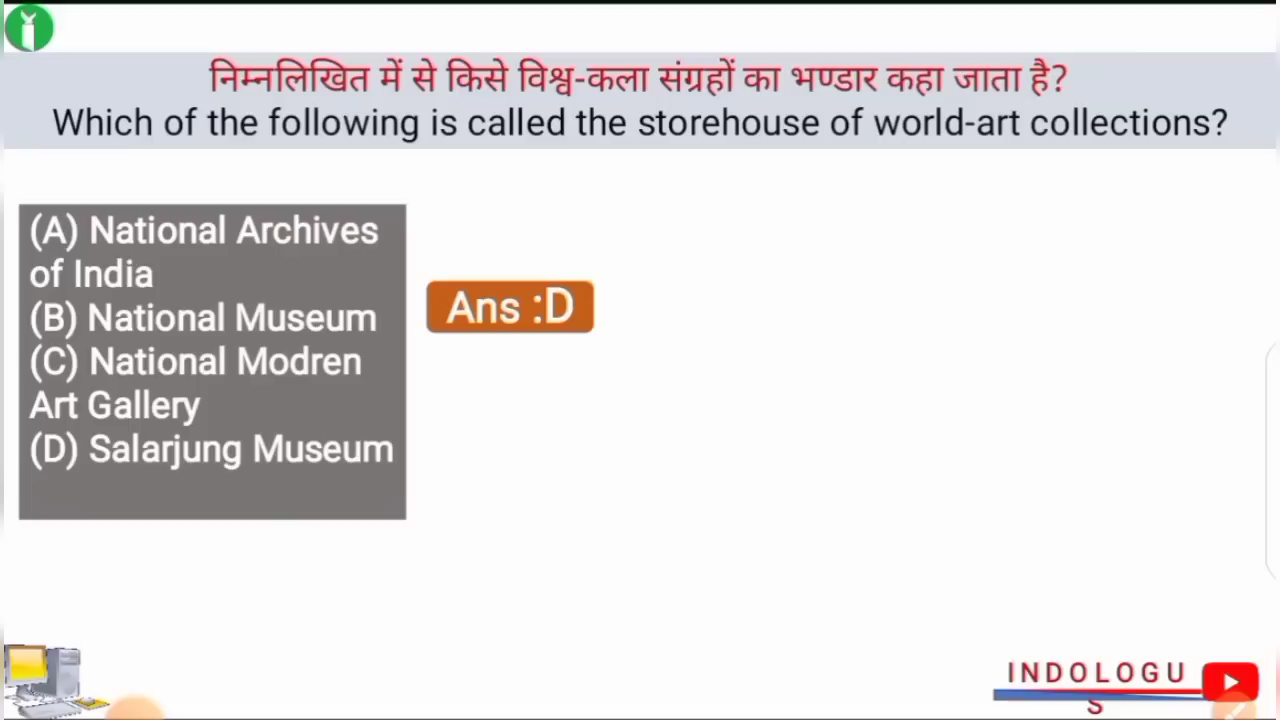 निम्नलिखित में से किसे विश्व-कला संग्रहों का भण्डार कहा जाता है?
Which of the following is called the storehouse of world-art collections?
(A) National Archives
of India
(B) National Museum
(C) National Modren
Art Gallery
(D) Salarjung Museum
Ans :D
INDOLOGU
S